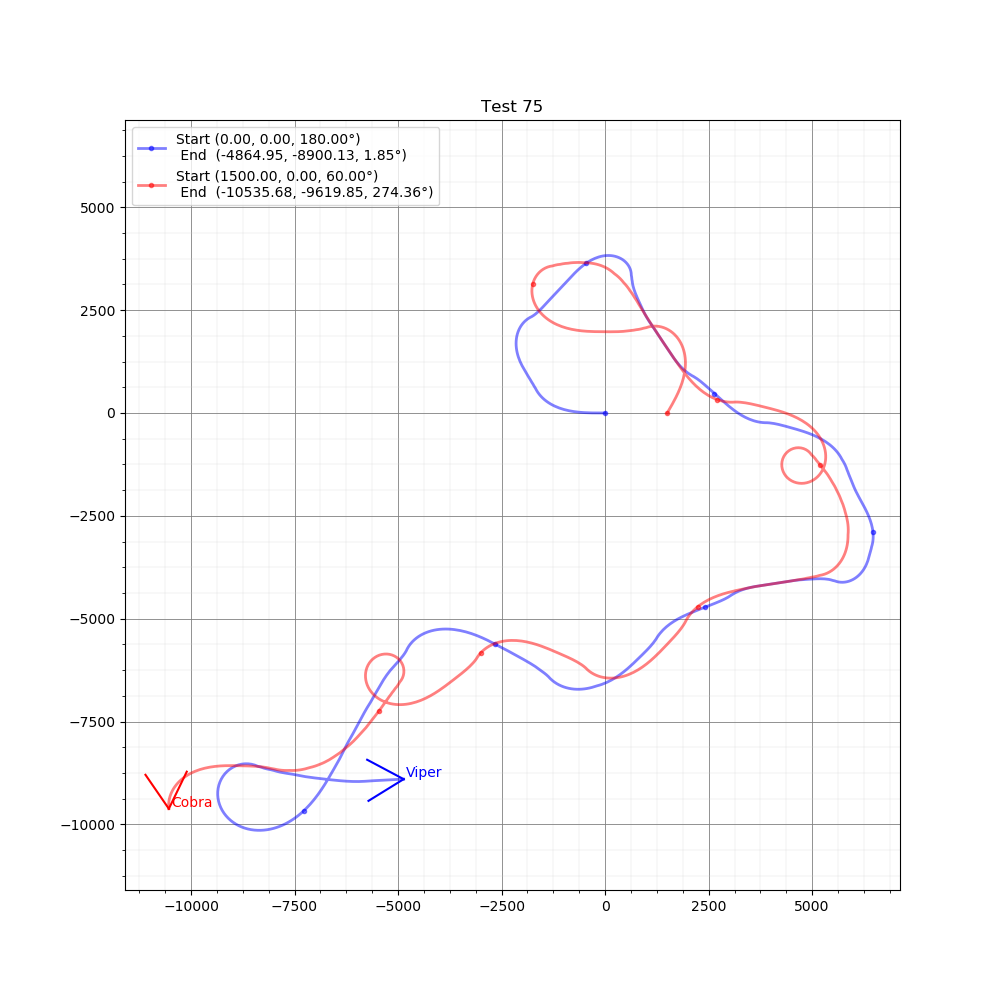 Test 75
Start (0.00, 0.00, 180.00°)
End (-4864.95, -8900.13, 1.85°)
Start (1500.00, 0.00, 60.00°)
End (-10535.68, -9619.85, 274.36°)
5000
2500
0
−2500
−5000
−7500
−10000
Viper
Cobra
−10000 −7500 −5000 −2500 0 2500 5000